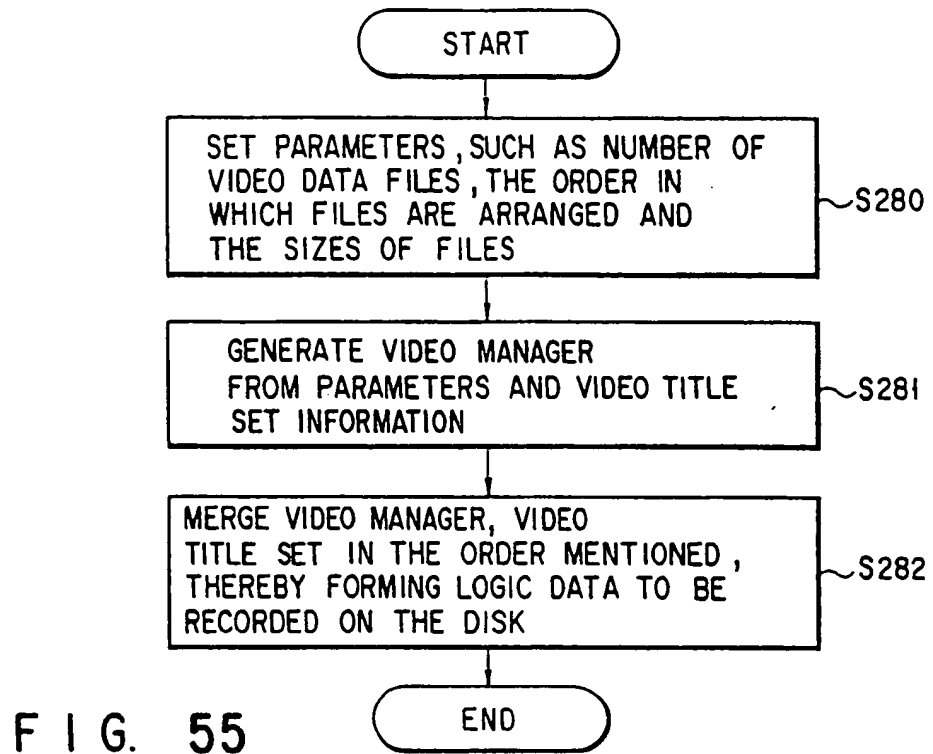 START
SET PARAMETERS, SUCH AS NUMBER OF
VIDEO DATA FILES, THE ORDER IN
WHICH FILES ARE ARRANGED AND
THE SIZES OF FILES
S280
GENERATE VIDEO MANAGER
FROM PARAMETERS AND VIDEO TITLE
SET INFORMATION
S281
MERGE VIDEO MANAGER, VIDEO
TITLE SET IN THE ORDER MENTIONED,
THEREBY FORMING LOGIC DATA TO BE
RECORDED ON THE DISK
S282
END
FIG. 55